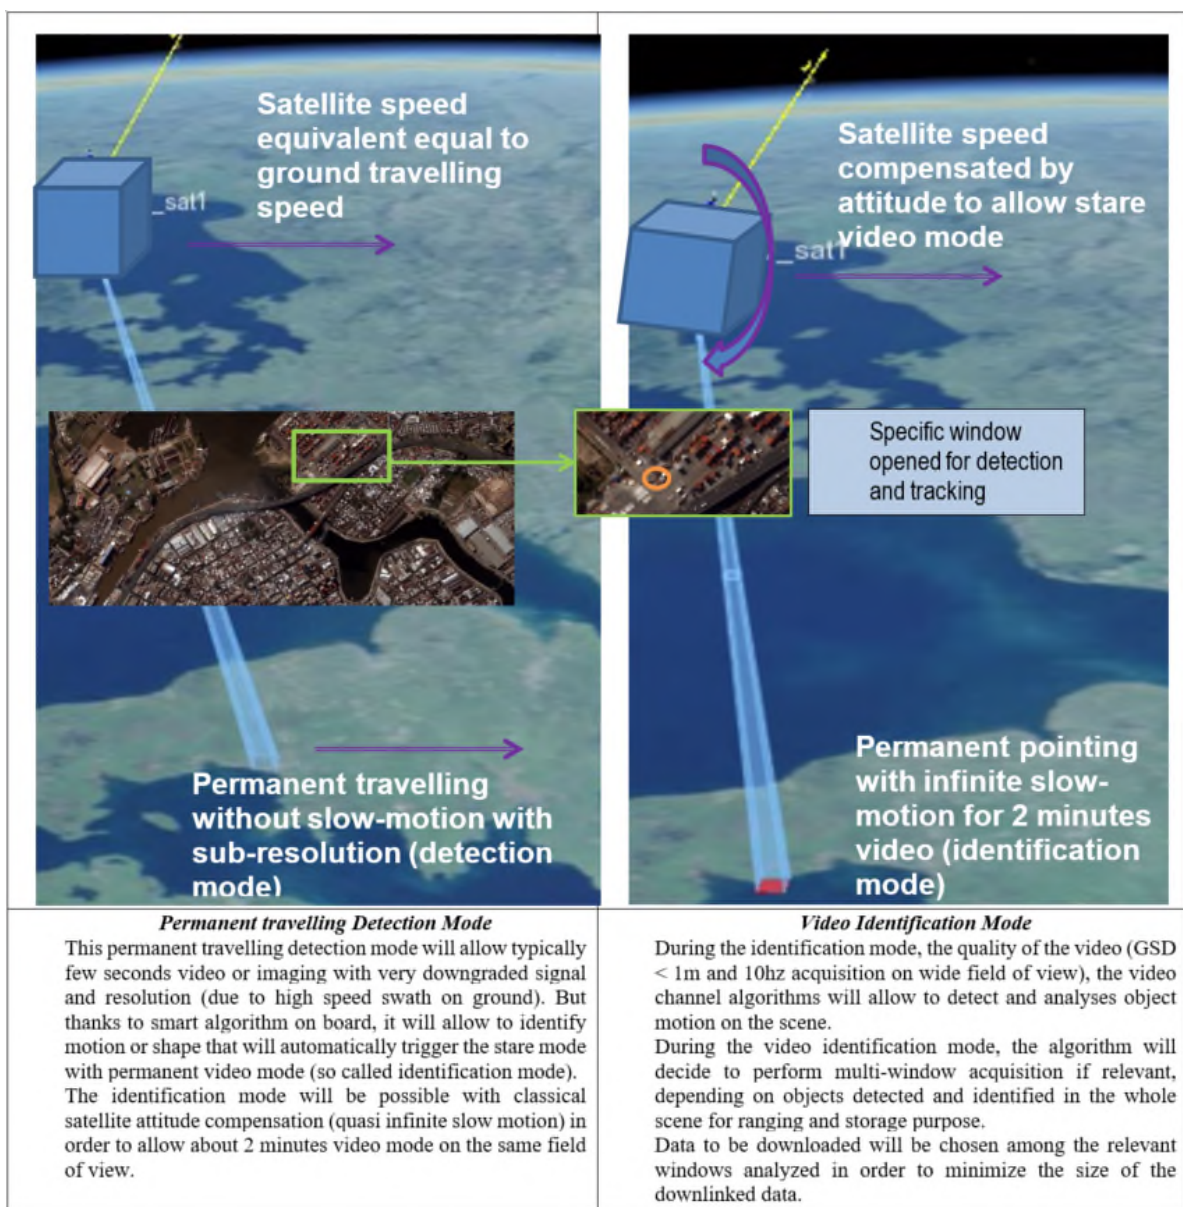 Satellite speed
equivalent equal to
ground travelling
speed
_sat1
Permanent travelling
without slow-motion with
sub-resolution (detection
mode)
Satellite speed
compensated by
attitude to allow stare
video mode
_sat1
Specific window
opened for detection
and tracking
Permanent pointing
with infinite slow-
motion for 2 minutes
video (identification
mode)
Permanent travelling Detection Mode
This permanent travelling detection mode will allow typically
few seconds video or imaging with very downgraded signal
and resolution (due to high speed swath on ground). But
thanks to smart algorithm on board, it will allow to identify
motion or shape that will automatically trigger the stare mode
with permanent video mode (so called identification mode).
The identification mode will be possible with classical
satellite attitude compensation (quasi infinite slow motion) in
order to allow about 2 minutes video mode on the same field
of view.
Video Identification Mode
During the identification mode, the quality of the video (GSD
< 1m and 10hz acquisition on wide field of view), the video
channel algorithms will allow to detect and analyses object
motion on the scene.
During the video identification mode, the algorithm will
decide to perform multi-window acquisition if relevant,
depending on objects detected and identified in the whole
scene for ranging and storage purpose.
Data to be downloaded will be chosen among the relevant
windows analyzed in order to minimize the size of the
downlinked data.